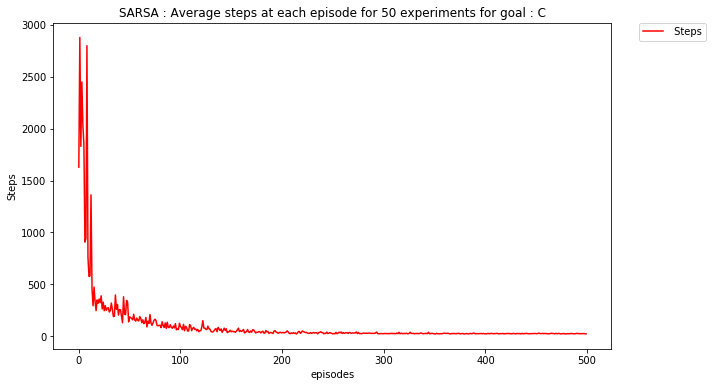 SARSA : Average steps at each episode for 50 experiments for goal : C
Steps
3000
2500
2000
1500
1000
500
0
Steps
0 100 200 300 400 500
episodes